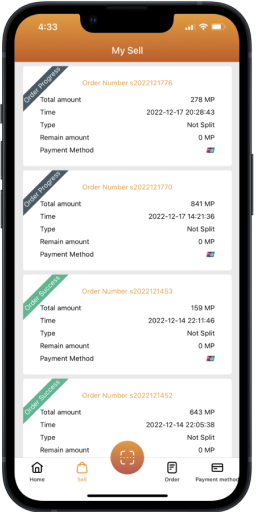 4:33
My Sell
Order Progress
Order Number s2022121776
Total amount 278 MP
Time 2022-12-17 20:28:43
Type Not Split
Remain amount 0 MP
Payment Method
Order Progress
Order Number s2022121770
Total amount 841 MP
Time 2022-12-17 14:21:36
Type Not Split
Remain amount 0 MP
Payment Method
Order Success
Order Number s2022121453
Total amount 159 MP
Time 2022-12-14 22:11:46
Type Not Split
Remain amount 0 MP
Payment Method
Order Success
Order Number s2022121452
Total amount 643 MP
Time 2022-12-14 22:05:38
Type Not Split
Remain amount 0 MP
Home Sell Order Payment method